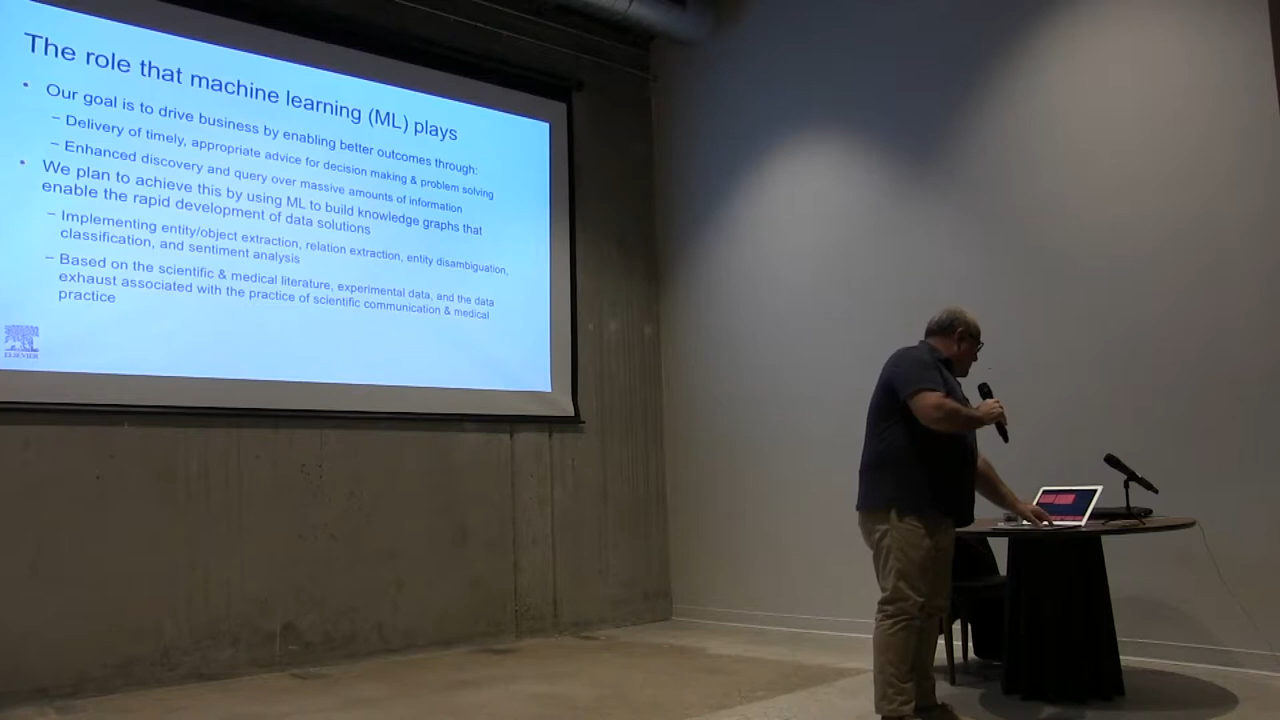 The role that machine learning (ML) plays
• Our goal is to drive business by enabling better outcomes through:
– Delivery of timely, appropriate advice for decision making & problem solving
– Enhanced discovery and query over massive amounts of information
• We plan to achieve this by using ML to build knowledge graphs that
enable the rapid development of data solutions
– Implementing entity/object extraction, relation extraction, entity disambiguation,
classification, and sentiment analysis
– Based on the scientific & medical literature, experimental data, and the data
exhaust associated with the practice of scientific communication & medical
practice
ELSEVIER